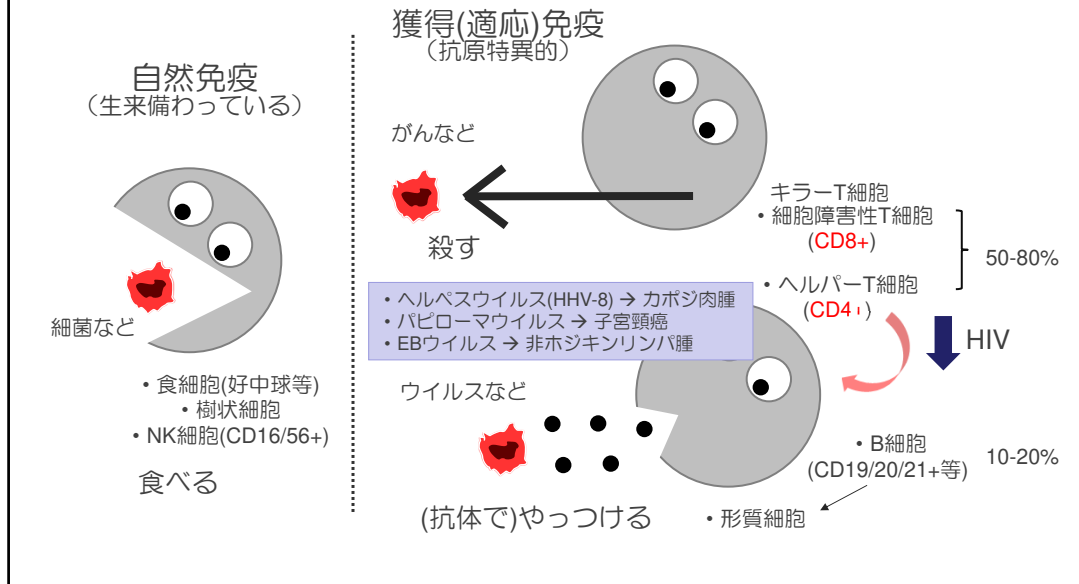 自然免疫
(生来備わっている)
細菌など
・食細胞(好中球等)
・樹状細胞
・NK細胞(CD16/56+)
食べる
獲得(適応)免疫
(抗原特異的)
がんなど
殺す
キラーT細胞
・細胞障害性T細胞
(CD8+)
・ヘルパーT細胞
(CD4+)
50-80%
HIV
・ヘルペスウイルス(HHV-8) → カポジ肉腫
・パピローマウイルス → 子宮頸癌
・EBウイルス → 非ホジキンリンパ腫
ウイルスなど
・B細胞
(CD19/20/21+等)
10-20%
・形質細胞
(抗体で)やっつける